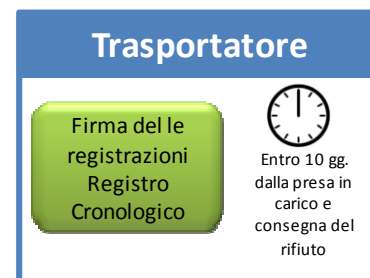 Trasportatore
Firma del le
registrazioni
Registro
Cronologico
Entro 10 gg.
dalla presa in
carico e
consegna del
rifiuto